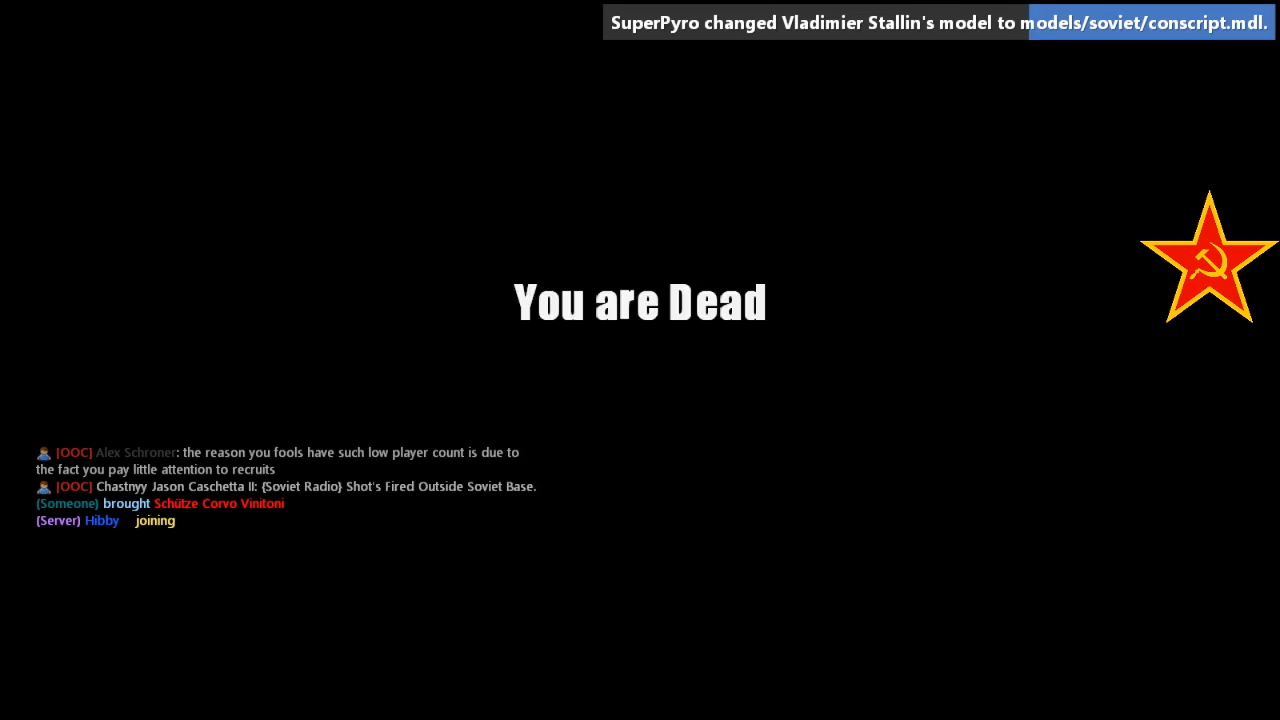 SuperPyro changed Vladimier Stallin's model to models/soviet/conscript.mdl.
You are Dead
[OOC] Alex Schroner: the reason you fools have such low player count is due to
the fact you pay little attention to recruits
[OOC] Chastnyy Jason Caschetta II: {Soviet Radio} Shot's Fired Outside Soviet Base.
(Someone) brought Schütze Corvo Vinitoni
(Server) Hibby joining